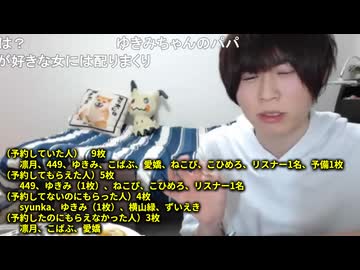 は？
ゆきみちゃんのパパ
が好きな女には配りまくり
（予約していた人）　9枚
凛月、449、ゆきみ、こばぶ、愛嬌、ねこび、こひめろ、リスナー1名、予備1枚
（予約してもらえた人）5枚
449、ゆきみ（1枚）、ねこび、こひめろ、リスナー1名
（予約してないのにもらった人）4枚
syunka、ゆきみ（1枚）、横山緑、ずいえき
（予約したのにもらえなかった人）3枚
凛月、こばぶ、愛嬌